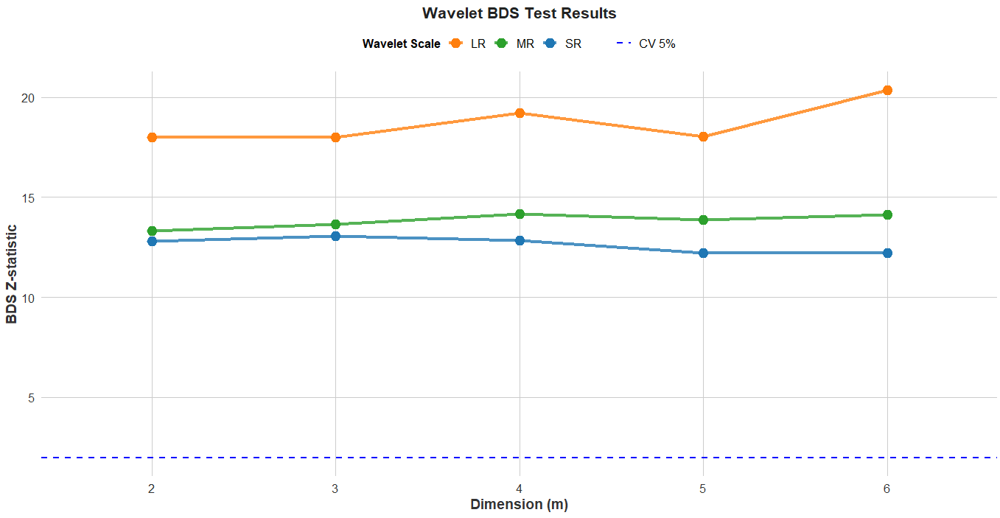 Wavelet BDS Test Results
Wavelet Scale LR MR SR CV 5%
20
15
10
5
BDS Z-statistic
2 3 4 5 6
Dimension (m)